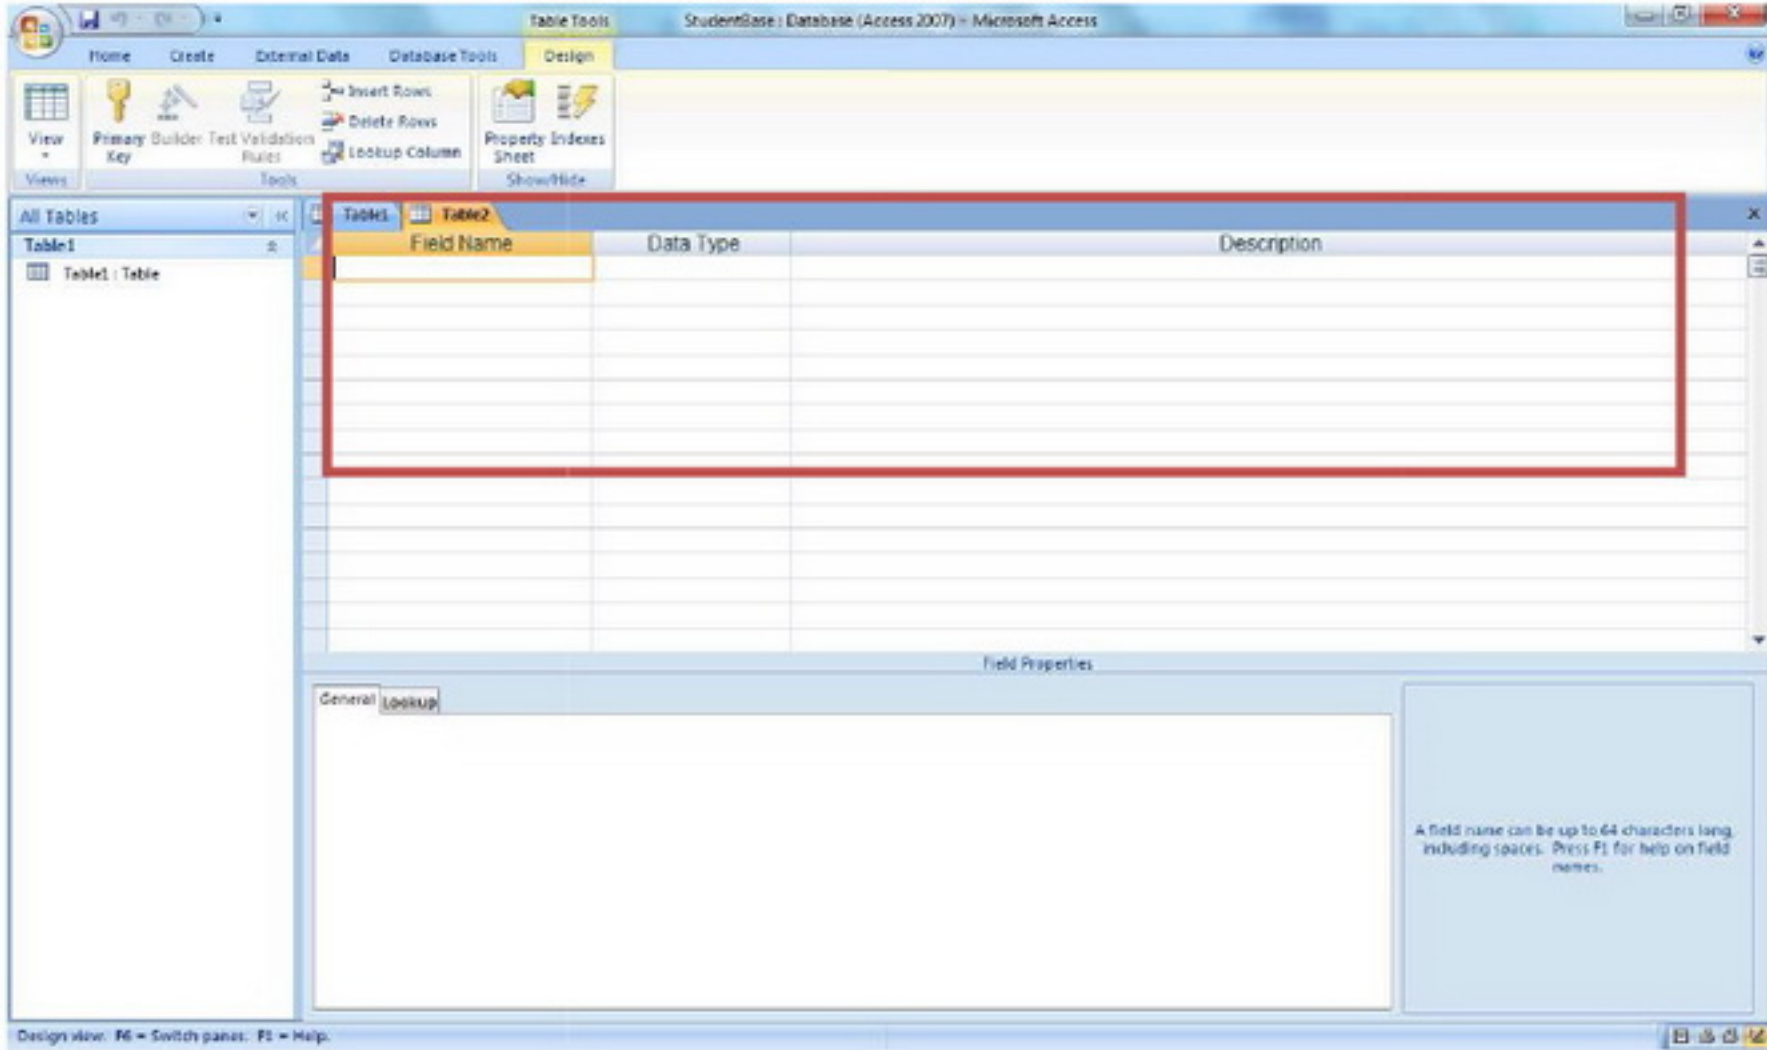 Table Tools
StudentBase : Database (Access 2007) - Microsoft Access
Home Create External Data Database Tools Design
Insert Rows
Delete Rows
Lookup Column
View
Primary Key
Builder
Test Validation Rules
Property Sheet
Indexes
Views
Tools
Show/Hide
All Tables
Table1 Table2
Table1
Field Name Data Type Description
Table1 : Table
Field Properties
General Lookup
A field name can be up to 64 characters long,
including spaces. Press F1 for help on field
names.
Design view. F6 = Switch panes. F1 = Help.